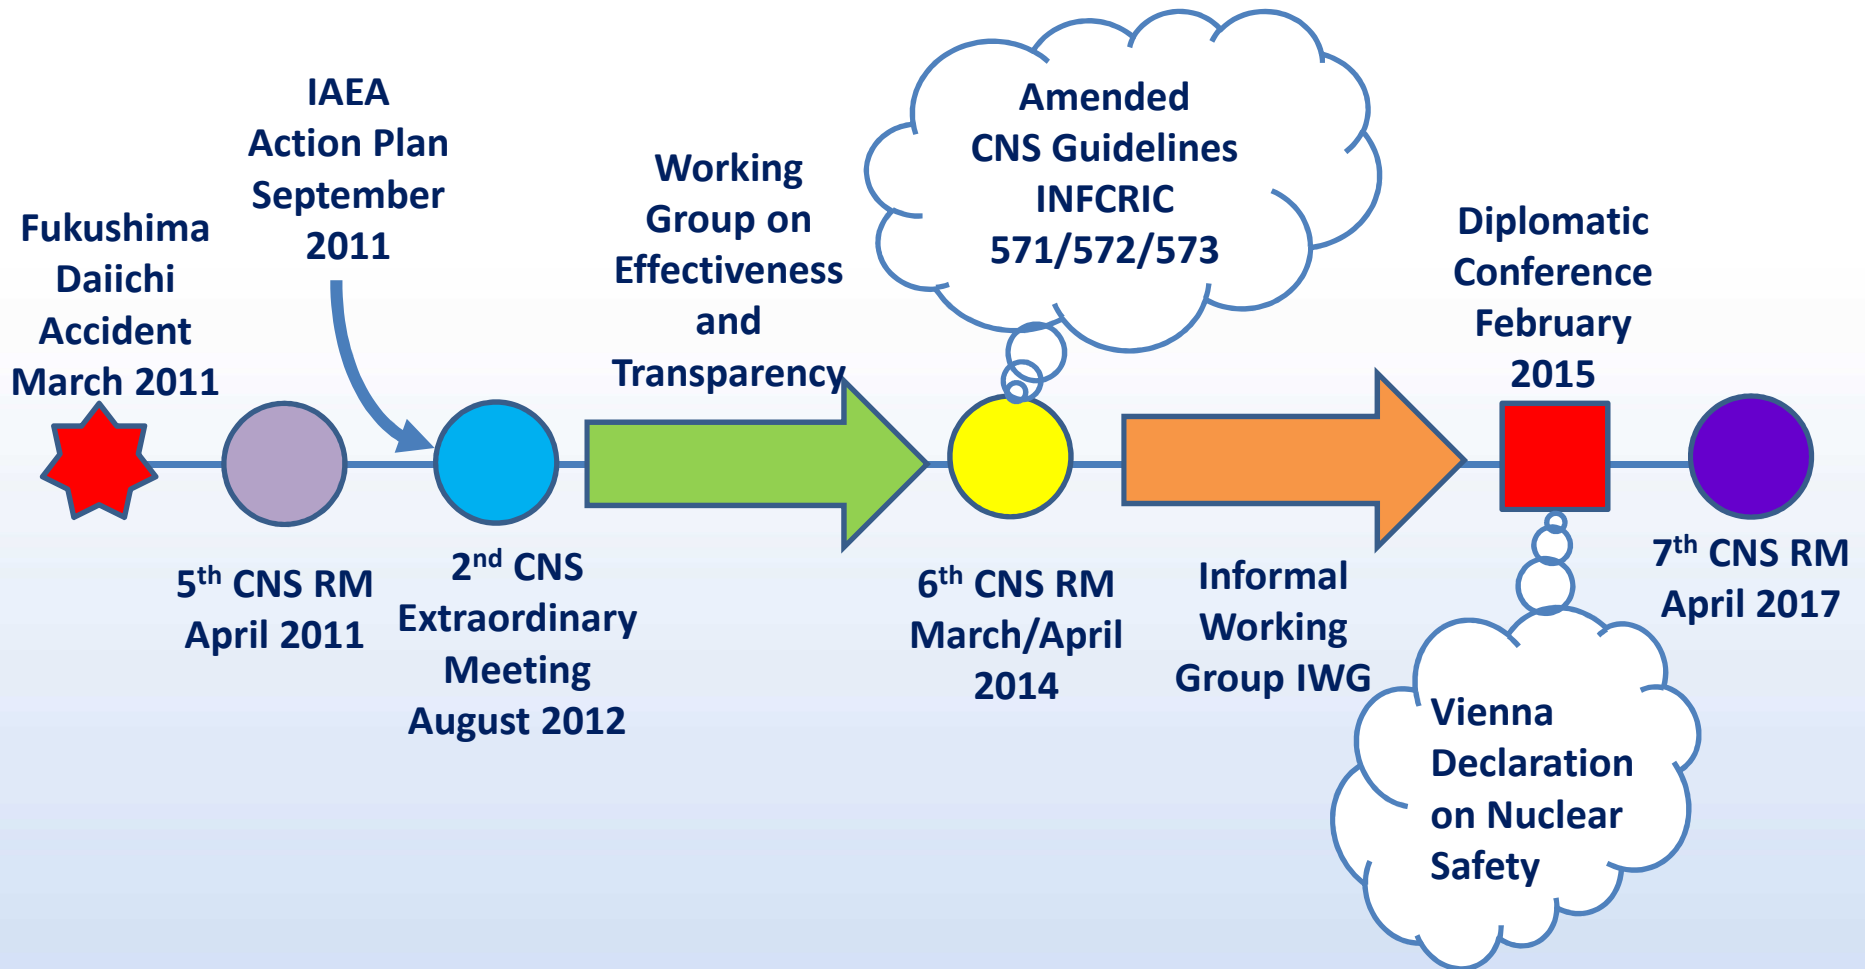 Fukushima
Daiichi
Accident
March 2011
IAEA
Action Plan
September
2011
Working
Group on
Effectiveness
and
Transparency
Amended
CNS Guidelines
INFCRIC
571/572/573
Diplomatic
Conference
February
2015
5th CNS RM
April 2011
2nd CNS
Extraordinary
Meeting
August 2012
6th CNS RM
March/April
2014
Informal
Working
Group IWG
Vienna
Declaration
on Nuclear
Safety
7th CNS RM
April 2017